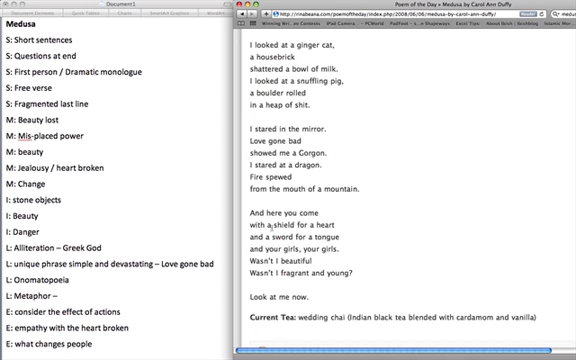 Document1
Medusa
S: Short sentences
S: Questions at end
S: First person / Dramatic monologue
S: Free verse
S: Fragmented last line
M: Beauty lost
M: Mis-placed power
M: beauty
M: Jealousy / heart broken
M: Change
I: stone objects
I: Beauty
I: Danger
L: Alliteration – Greek God
L: unique phrase simple and devastating – Love gone bad
L: Onomatopoeia
L: Metaphor –
E: consider the effect of actions
E: empathy with the heart broken
E: what changes people
Poem of the Day » Medusa by Carol Ann Duffy
I looked at a ginger cat,
a housebrick
shattered a bowl of milk.
I looked at a snuffling pig,
a boulder rolled
in a heap of shit.
I stared in the mirror.
Love gone bad
showed me a Gorgon.
I stared at a dragon.
Fire spewed
from the mouth of a mountain.
And here you come
with a shield for a heart
and a sword for a tongue
and your girls, your girls.
Wasn't I beautiful
Wasn't I fragrant and young?
Look at me now.
Current Tea: wedding chai (Indian black tea blended with cardamom and vanilla)